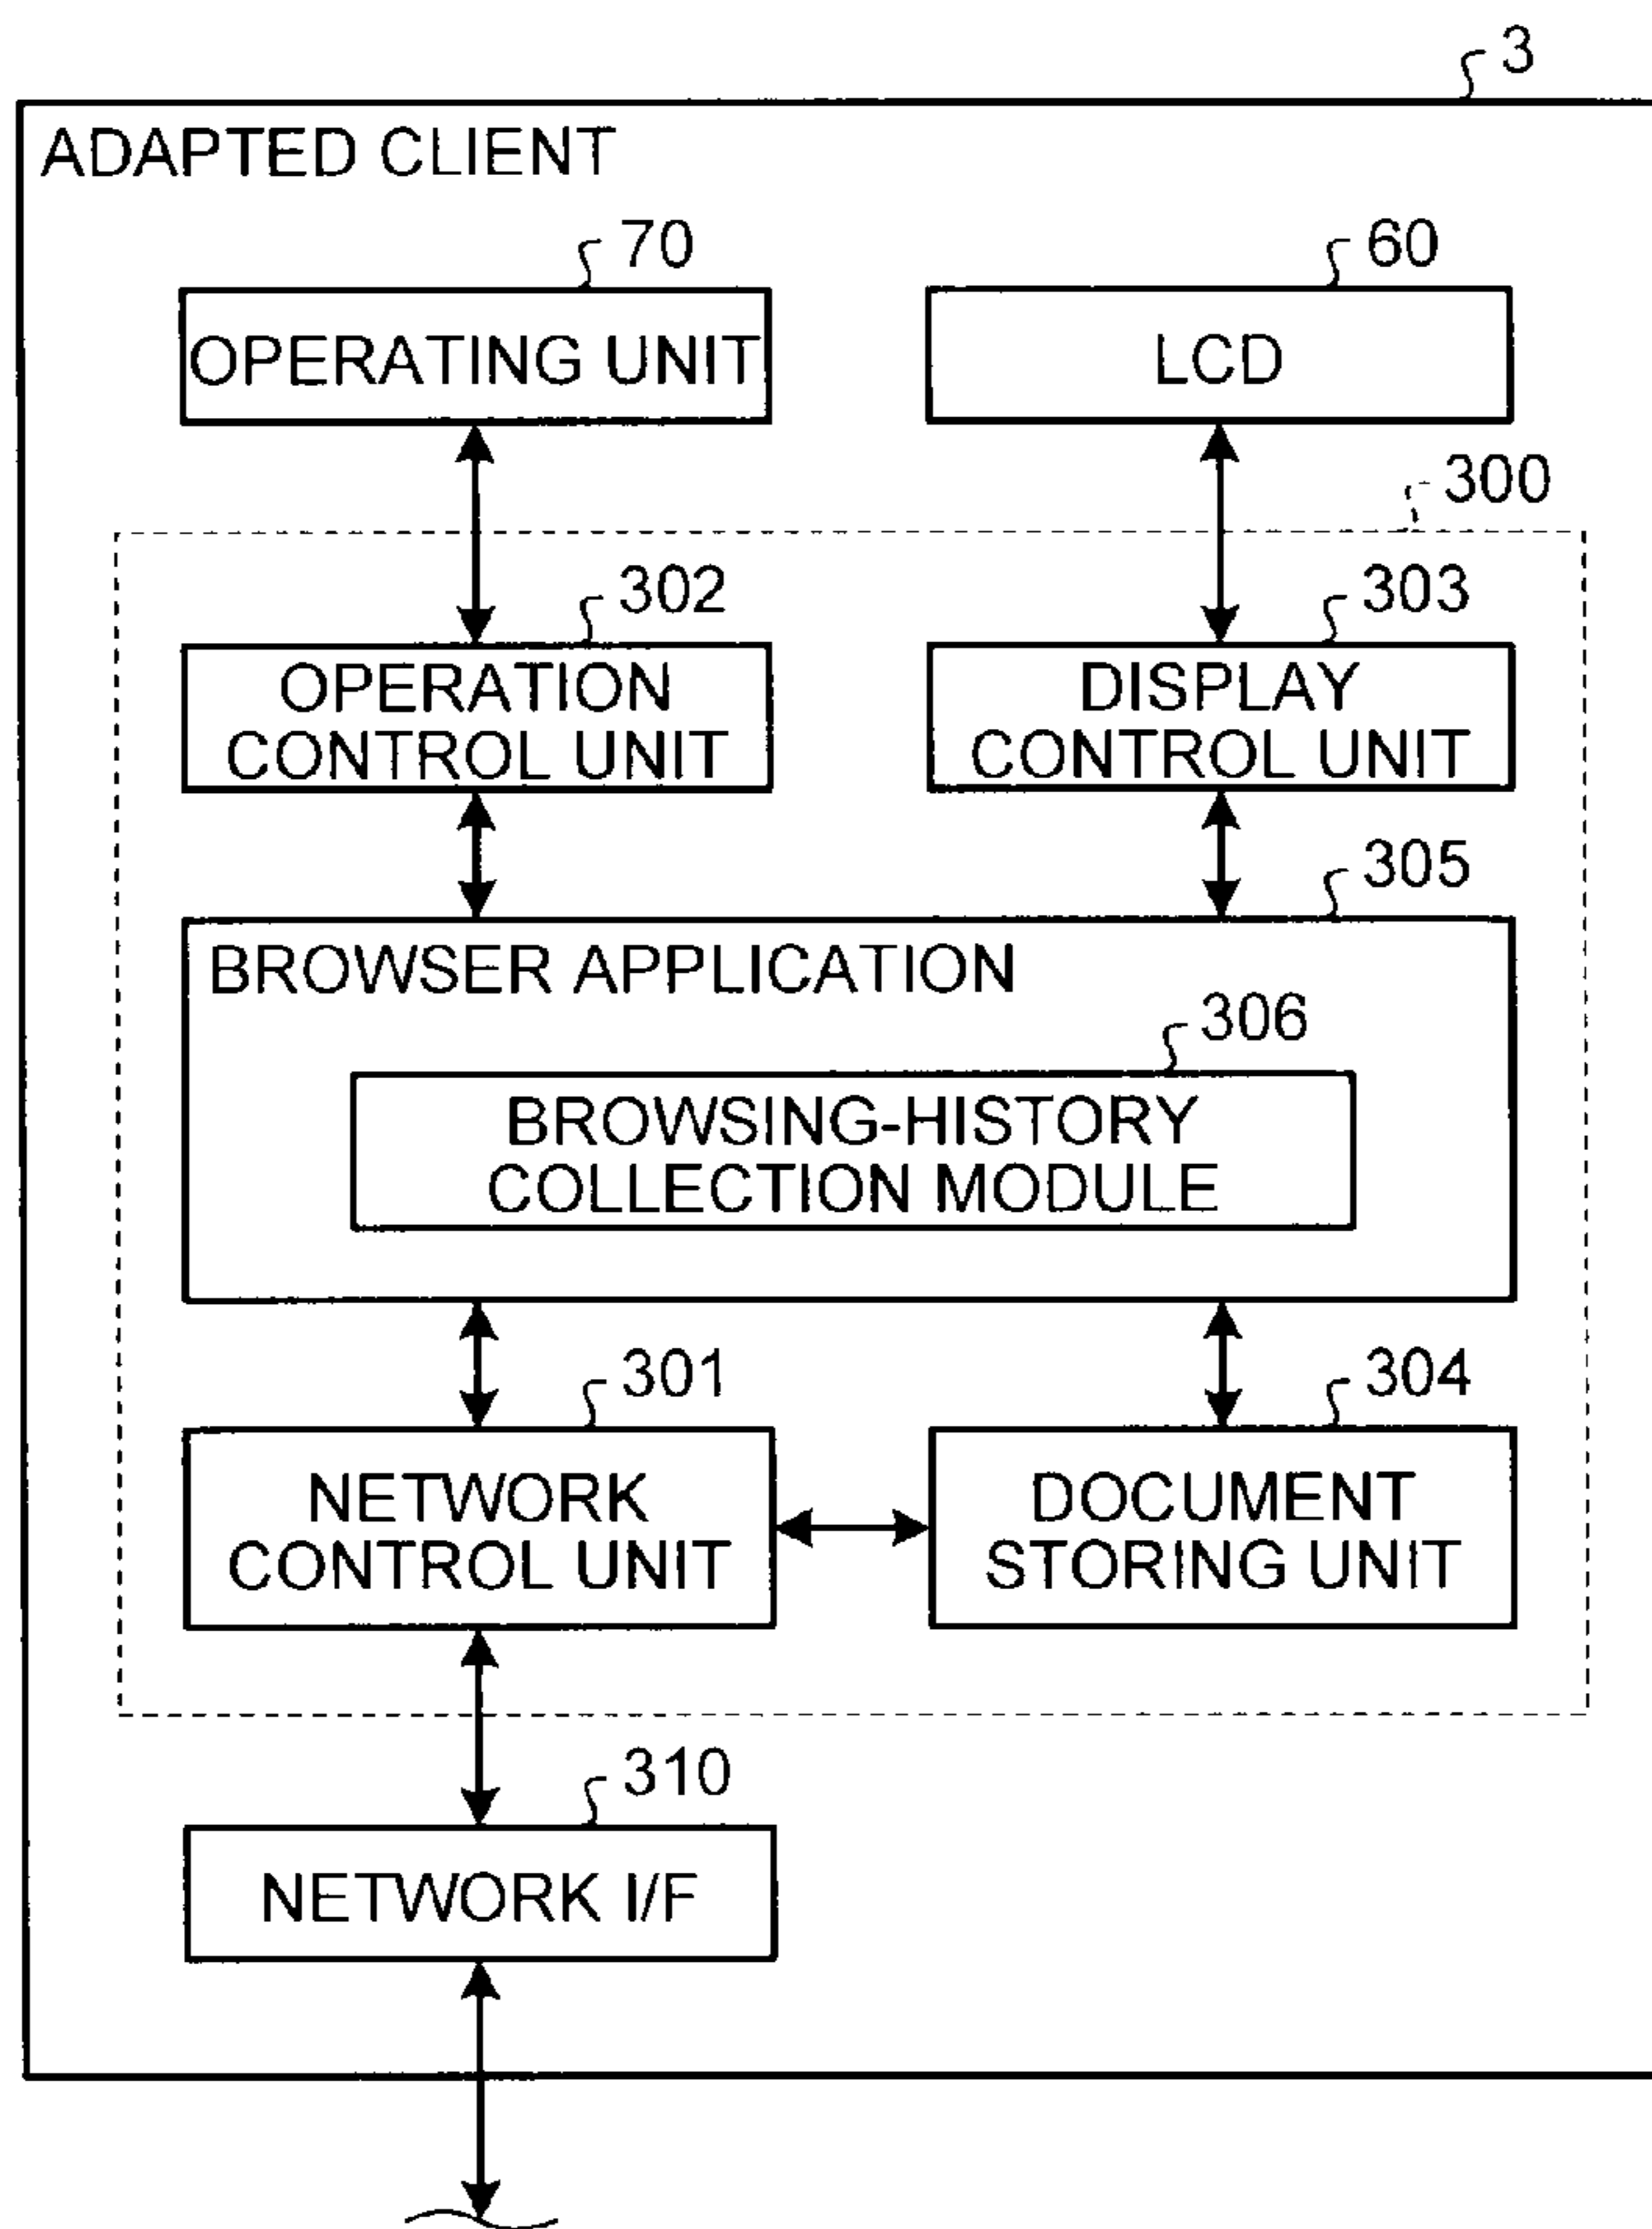 3
ADAPTED CLIENT
70
60
OPERATING UNIT
LCD
300
302
303
OPERATION
CONTROL UNIT
DISPLAY
CONTROL UNIT
305
BROWSER APPLICATION
306
BROWSING-HISTORY
COLLECTION MODULE
301
304
NETWORK
CONTROL UNIT
DOCUMENT
STORING UNIT
310
NETWORK I/F